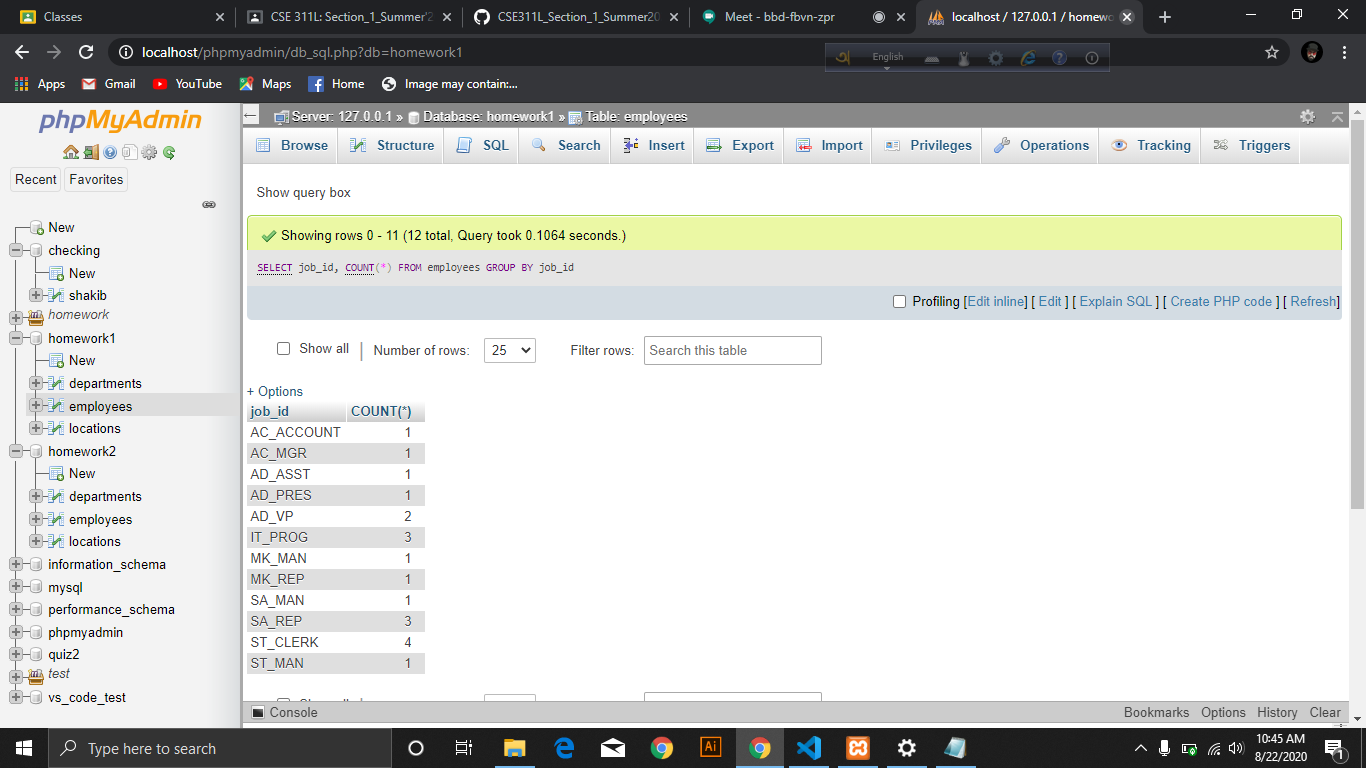 Classes
CSE 311L: Section_1_Summer'2
CSE311L_Section_1_Summer20
Meet - bbd-fbvn-zpr
localhost / 127.0.0.1 / homewo
localhost/phpmyadmin/db_sql.php?db=homework1
English
Apps
Gmail
YouTube
Maps
Home
Image may contain:...
phpMyAdmin
Recent
Favorites
New
checking
New
shakib
homework
homework1
New
departments
employees
locations
homework2
New
departments
employees
locations
information_schema
mysql
performance_schema
phpmyadmin
quiz2
test
vs_code_test
Server: 127.0.0.1 » Database: homework1 » Table: employees
Browse
Structure
SQL
Search
Insert
Export
Import
Privileges
Operations
Tracking
Triggers
Show query box
Showing rows 0 - 11 (12 total, Query took 0.1064 seconds.)
SELECT job_id, COUNT(*) FROM employees GROUP BY job_id
Profiling [Edit inline] [ Edit ] [ Explain SQL ] [ Create PHP code ] [ Refresh]
Show all | Number of rows: 25 Filter rows: Search this table
+ Options
job_id COUNT(*)
AC_ACCOUNT 1
AC_MGR 1
AD_ASST 1
AD_PRES 1
AD_VP 2
IT_PROG 3
MK_MAN 1
MK_REP 1
SA_MAN 1
SA_REP 3
ST_CLERK 4
ST_MAN 1
Console
Bookmarks Options History Clear
Type here to search
Ai
10:45 AM
8/22/2020
1